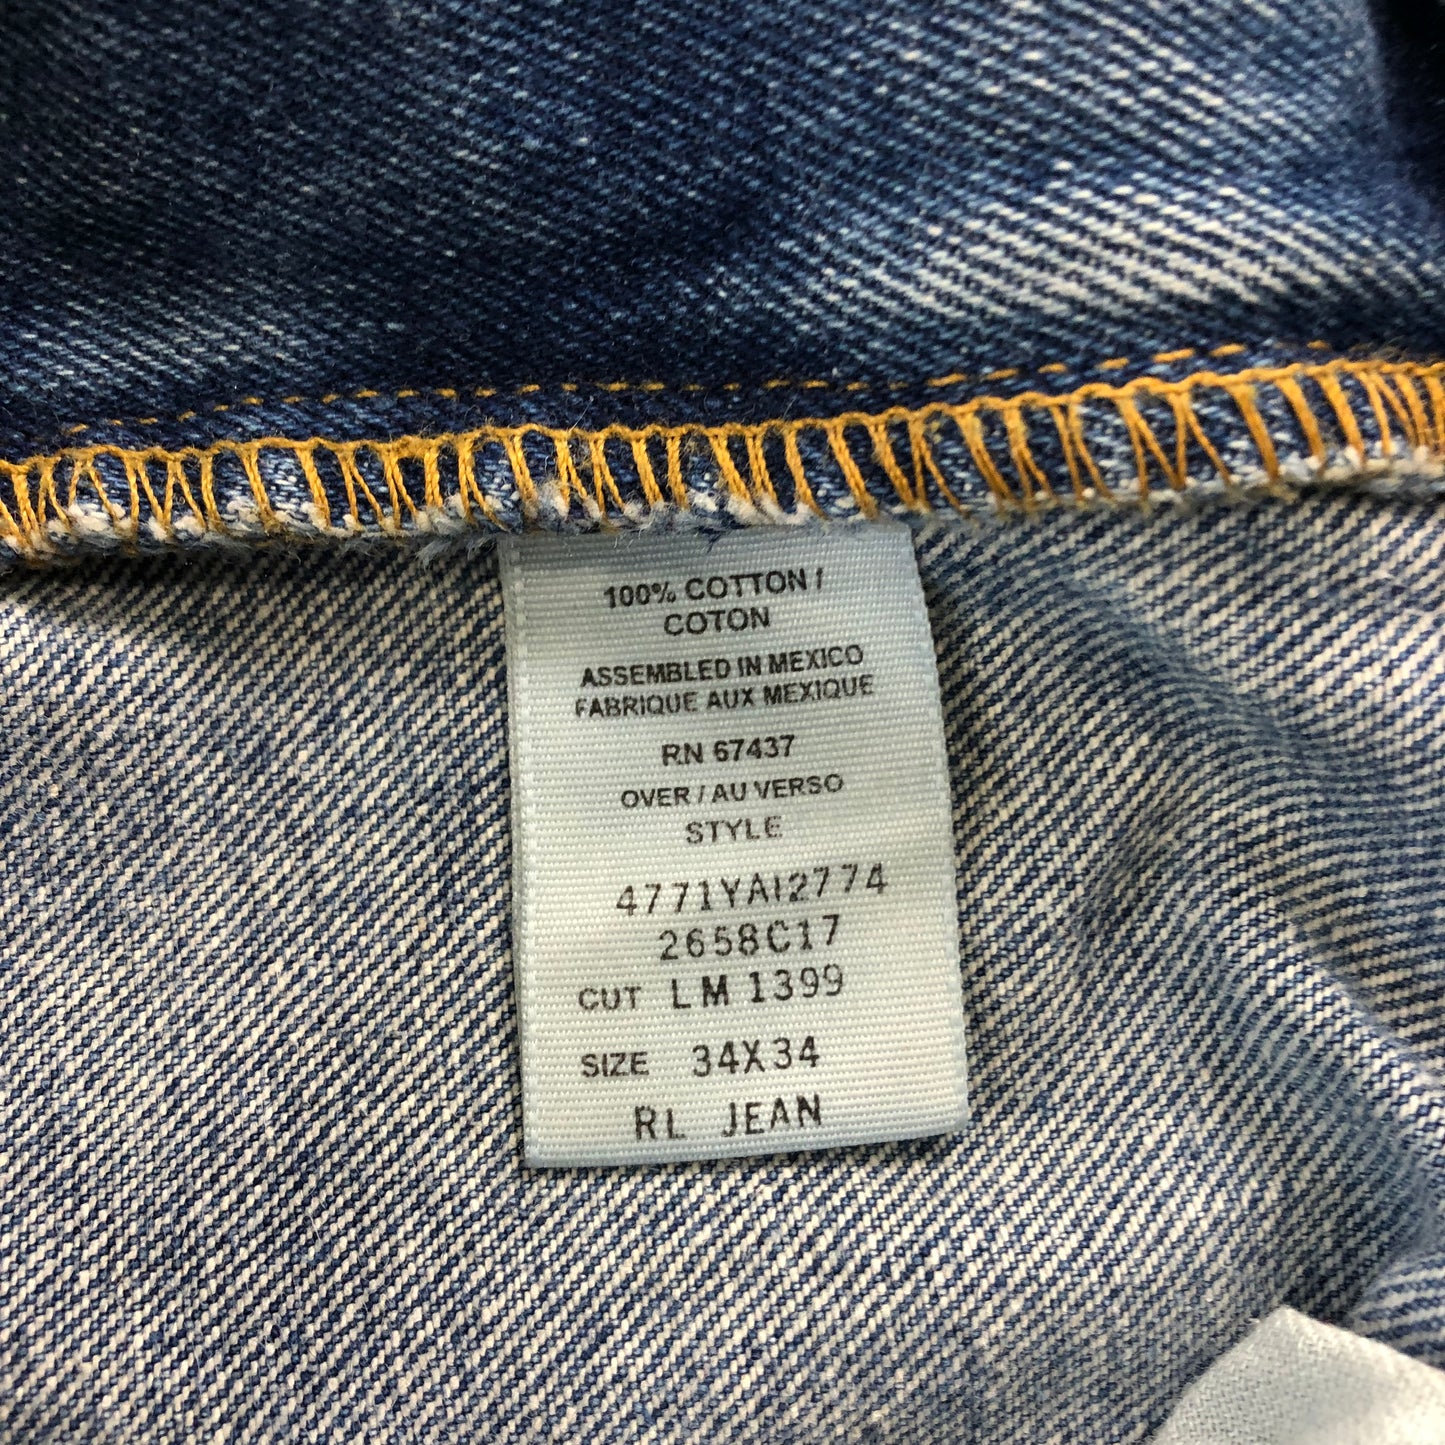 100% COTTON /
COTON
ASSEMBLED IN MEXICO
FABRIQUE AUX MEXIQUE
RN 67437
OVER / AU VERSO
STYLE
4771YAI2774
2658C17
CUT LM 1399
SIZE 34X34
RL JEAN